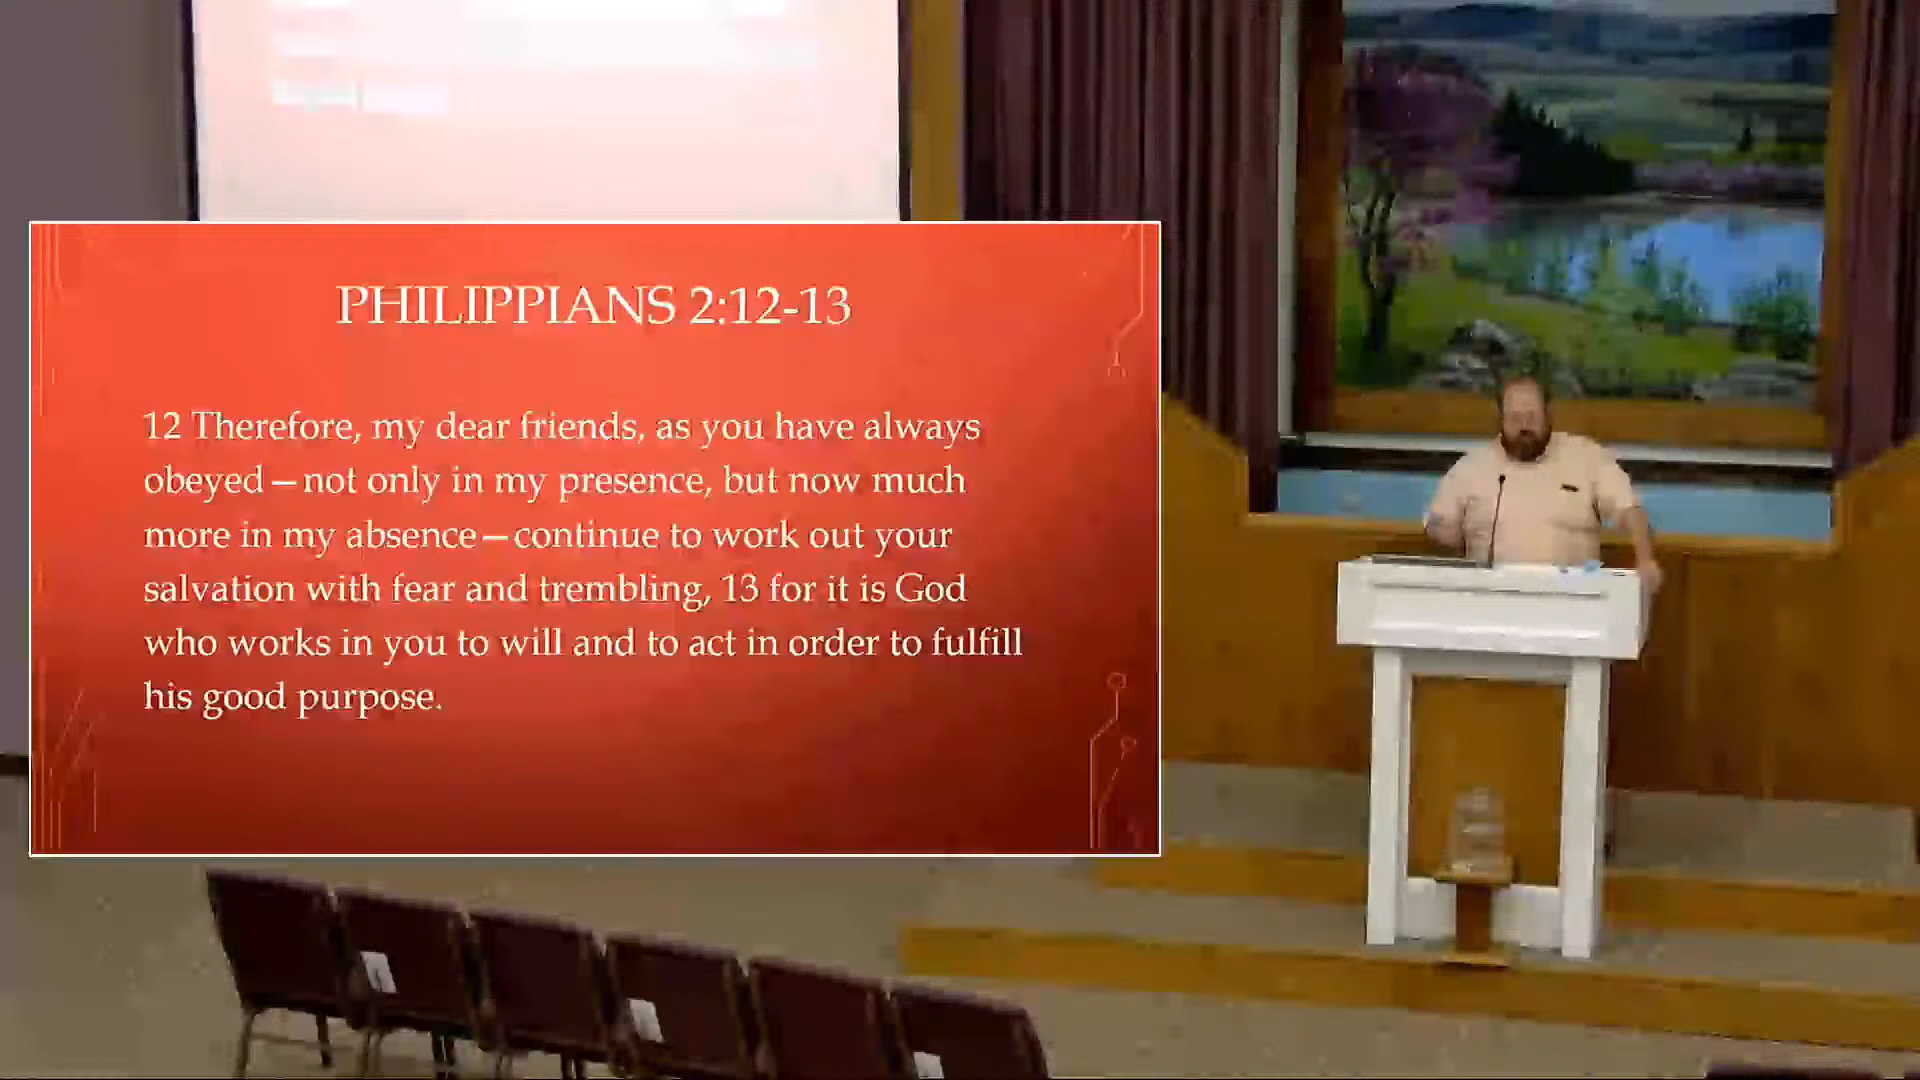 PHILIPPIANS 2:12-13
12 Therefore, my dear friends, as you have always
obeyed—not only in my presence, but now much
more in my absence—continue to work out your
salvation with fear and trembling, 13 for it is God
who works in you to will and to act in order to fulfill
his good purpose.